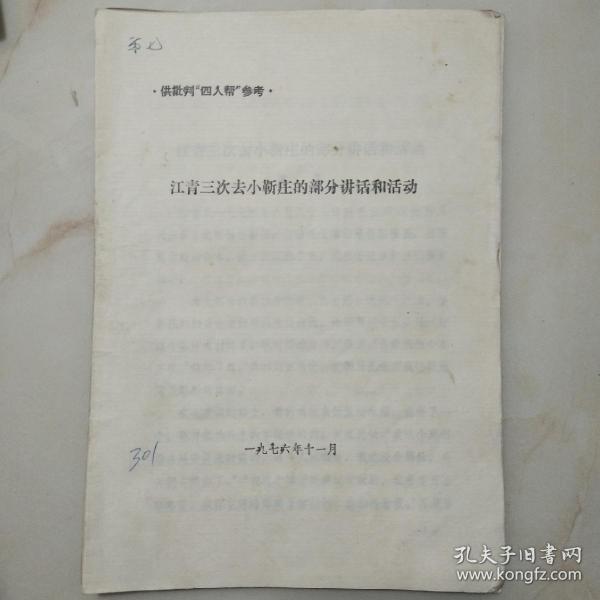 ·供批判“四人帮”参考·
江青三次去小靳庄的部分讲话和活动
301
一九七六年十一月
孔夫子旧书网
www.kongfz.com